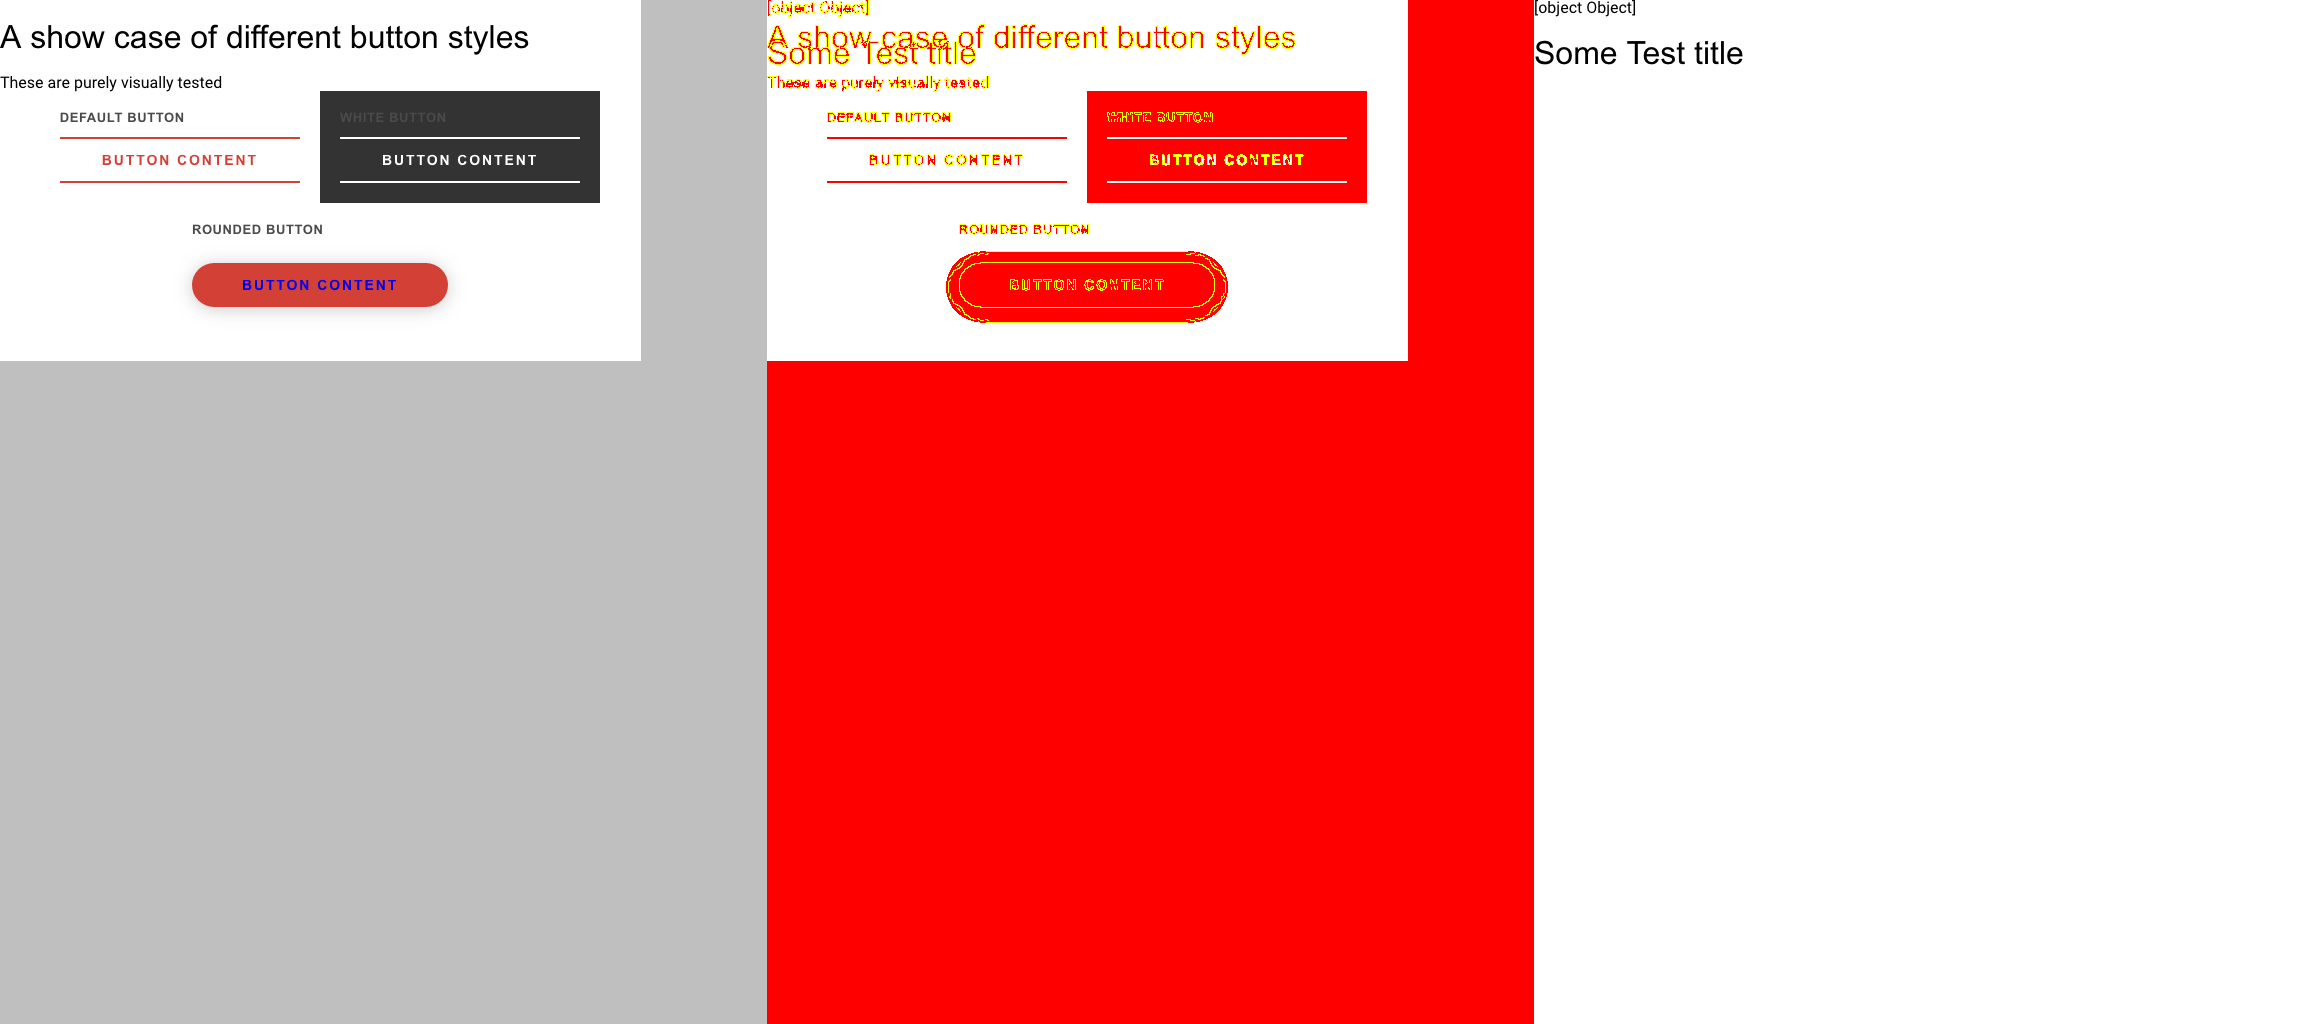 A show case of different button styles
These are purely visually tested
DEFAULT BUTTON
BUTTON CONTENT
WHITE BUTTON
BUTTON CONTENT
ROUNDED BUTTON
BUTTON CONTENT
[object Object]
A show case of different button styles
Some Test title
These are purely visually tested
DEFAULT BUTTON
BUTTON CONTENT
WHITE BUTTON
BUTTON CONTENT
ROUNDED BUTTON
BUTTON CONTENT
[object Object]
Some Test title